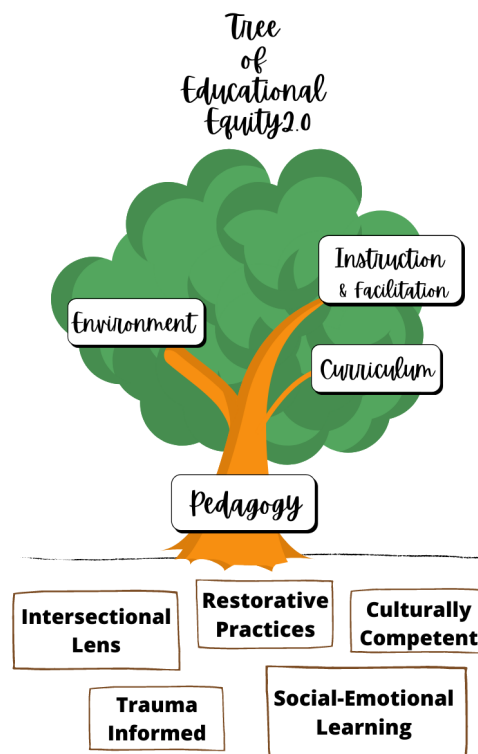 Tree
of
Educational
Equity2.0
Instruction
& Facilitation
Environment
Curriculum
Pedagogy
Intersectional
Lens
Restorative
Practices
Culturally
Competent
Trauma
Informed
Social-Emotional
Learning